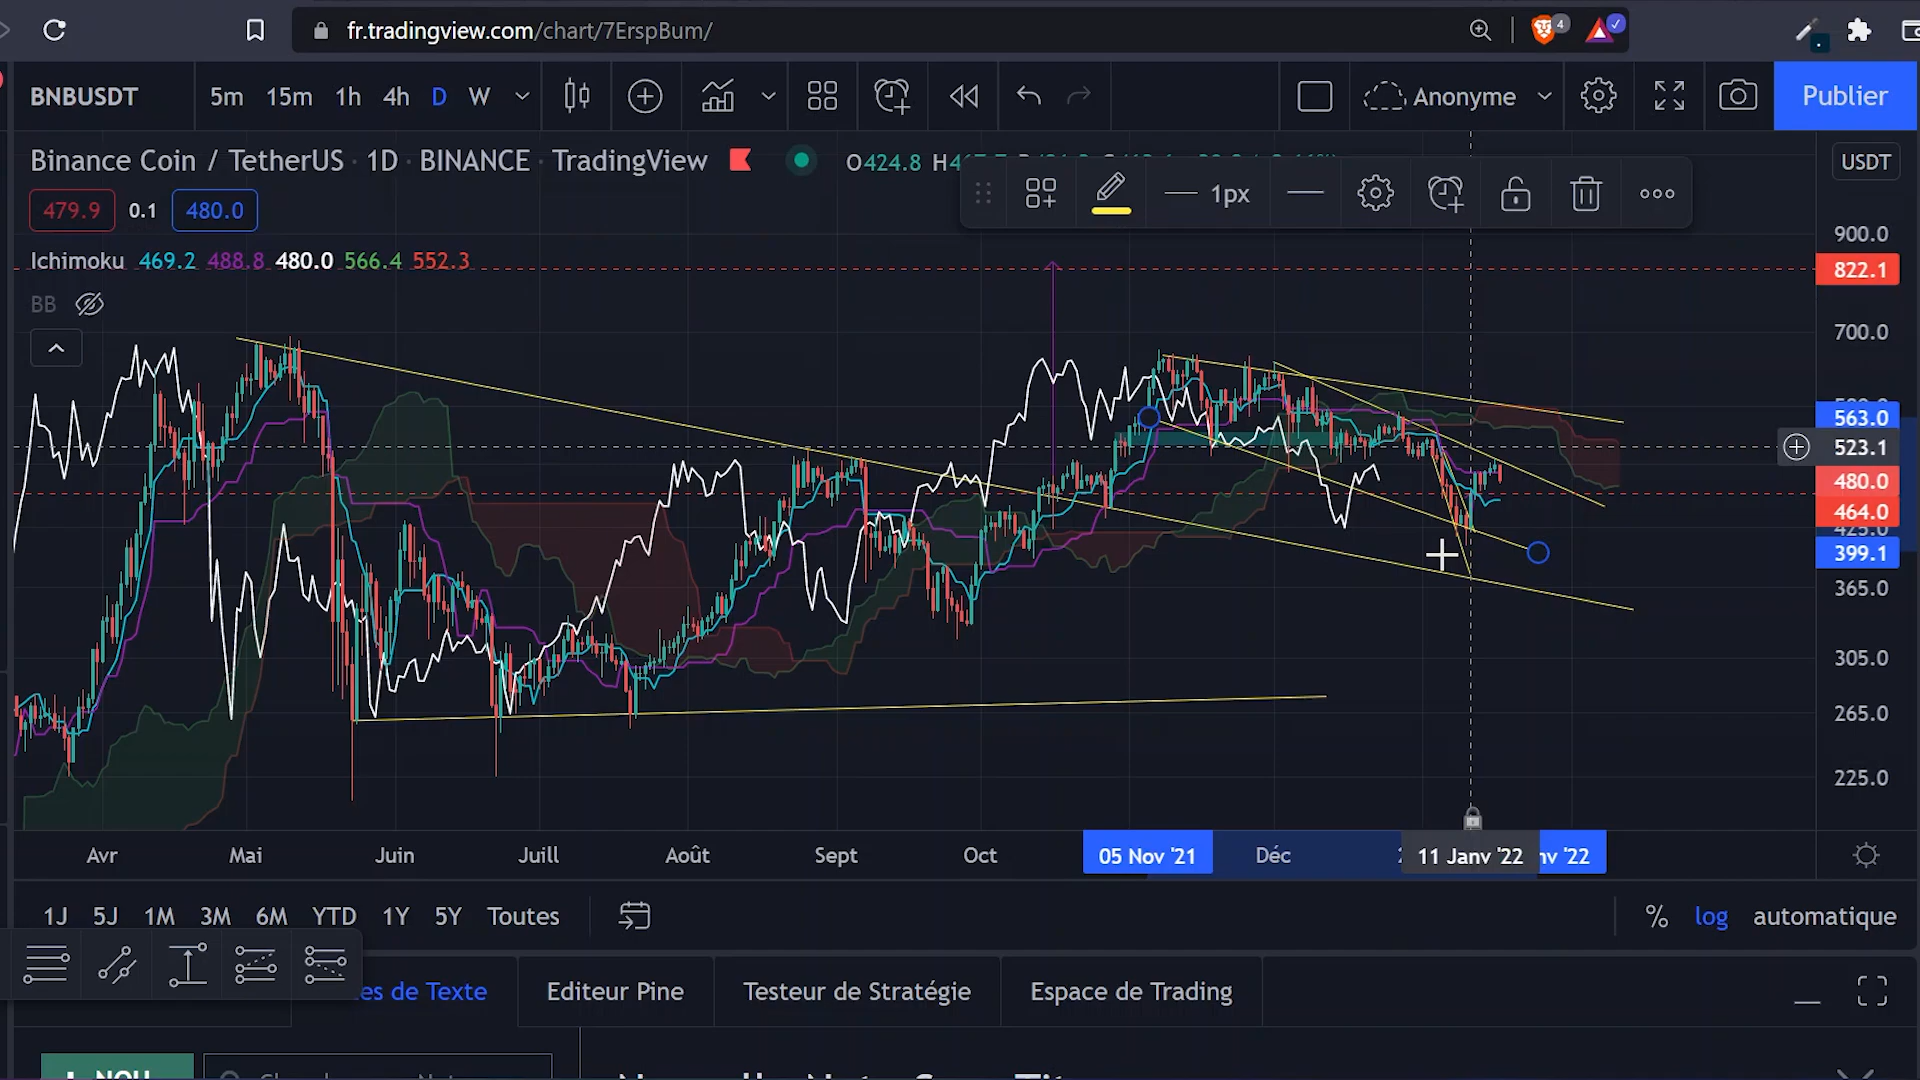 fr.tradingview.com/chart/7ErspBum/
4
BNBUSDT 5m 15m 1h 4h D W Anonyme Publier
Binance Coin / TetherUS · 1D · BINANCE · TradingView O424.8
USDT
479.9 0.1 480.0
1px
Ichimoku 469.2 488.8 480.0 566.4 552.3
BB
900.0
822.1
700.0
563.0
523.1
480.0
464.0
425.0
399.1
365.0
305.0
265.0
225.0
Avr Mai Juin Juill Août Sept Oct 05 Nov '21 Déc 11 Janv '22 nv '22
1J 5J 1M 3M 6M YTD 1Y 5Y Toutes % log automatique
es de Texte Editeur Pine Testeur de Stratégie Espace de Trading